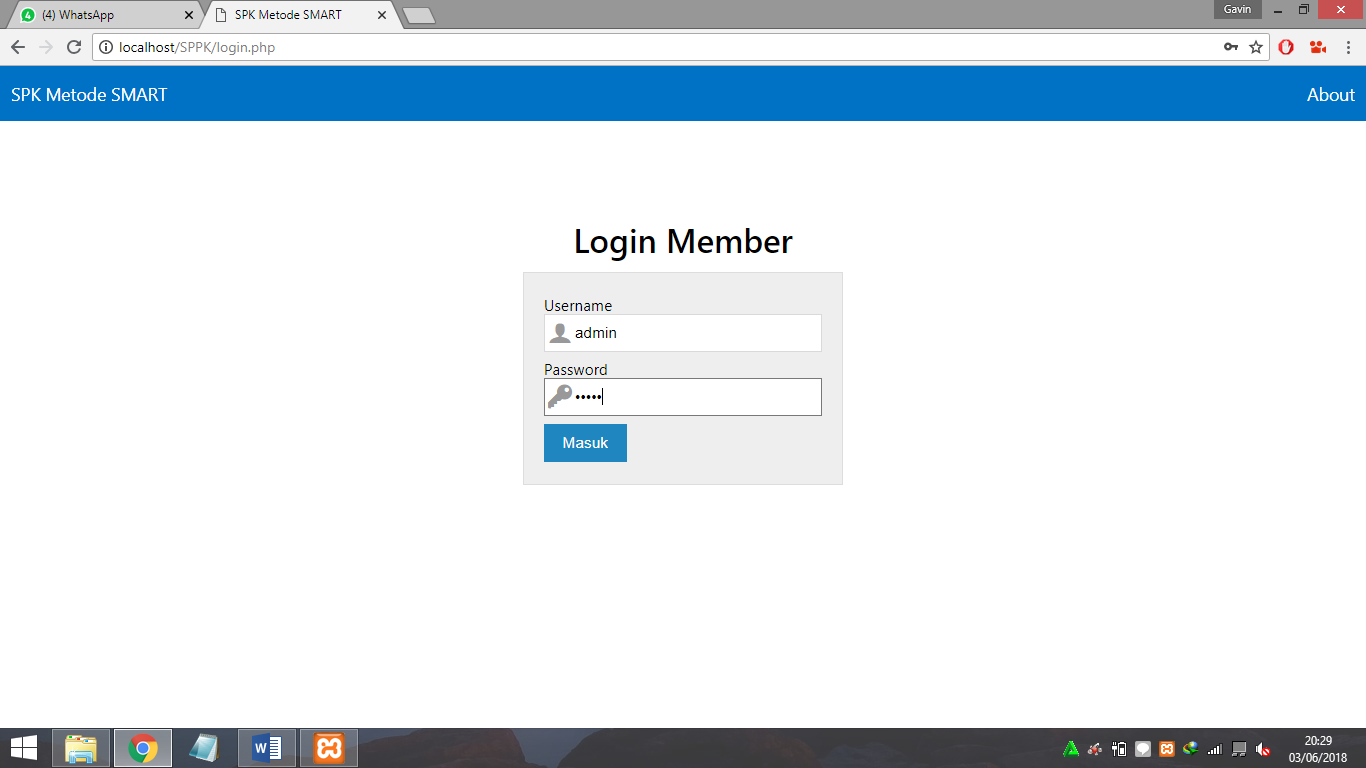 (4) WhatsApp
SPK Metode SMART
Gavin
localhost/SPPK/login.php
SPK Metode SMART
About
Login Member
Username
admin
Password
•••••
Masuk
20:29
03/06/2018